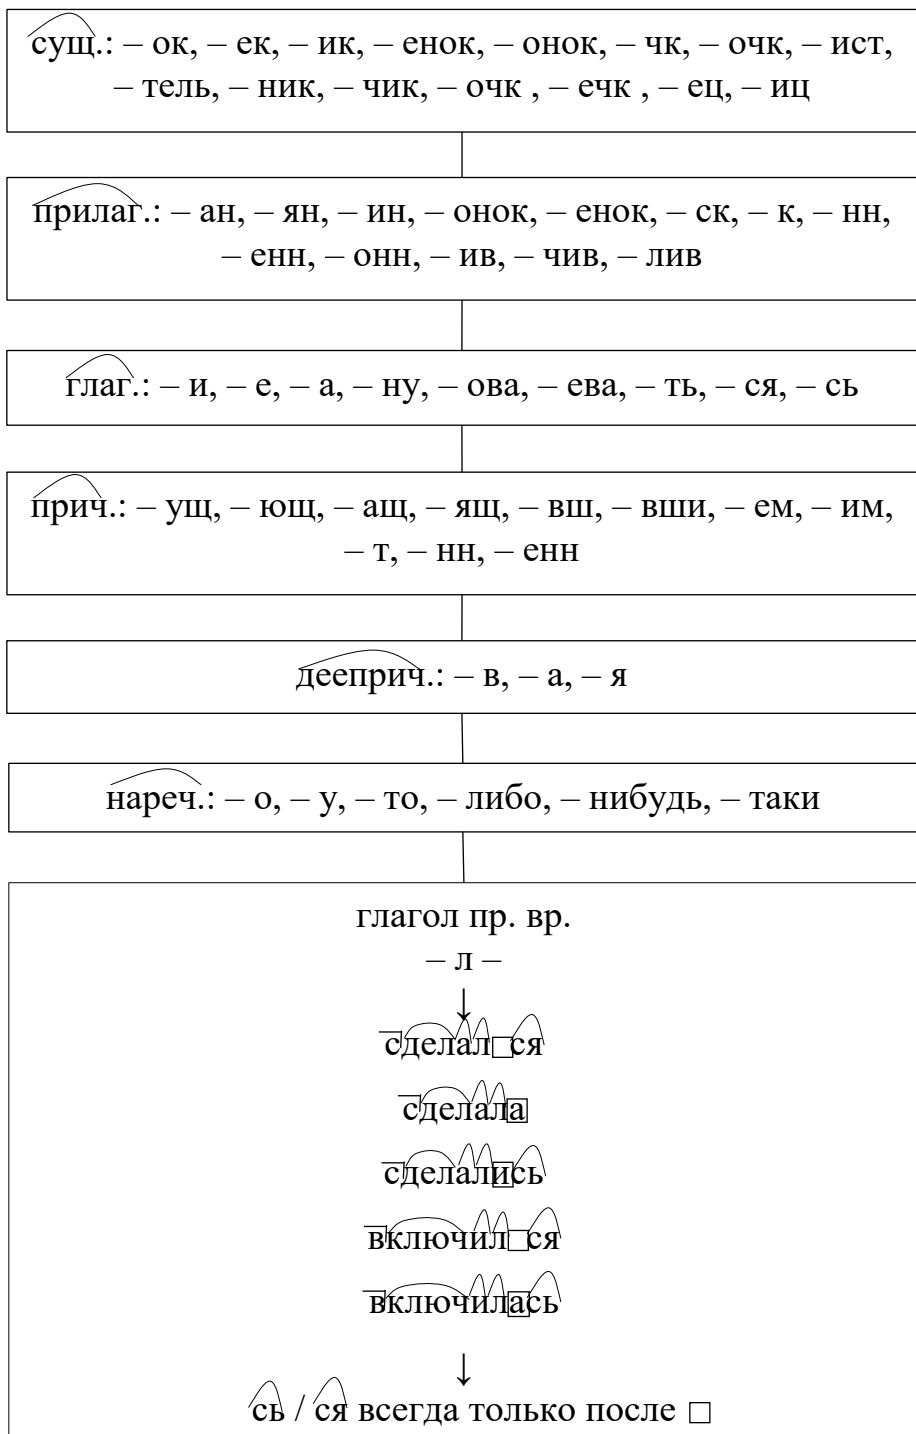 сущ.: – ок, – ек, – ик, – енок, – онок, – чк, – очк, – ист,
– тель, – ник, – чик, – очк , – ечк , – ец, – иц
прилаг.: – ан, – ян, – ин, – онок, – енок, – ск, – к, – нн,
– енн, – онн, – ив, – чив, – лив
глаг.: – и, – е, – а, – ну, – ова, – ева, – ть, – ся, – сь
прич.: – ущ, – ющ, – ащ, – ящ, – вш, – вши, – ем, – им,
– т, – нн, – енн
дееприч.: – в, – а, – я
нареч.: – о, – у, – то, – либо, – нибудь, – таки
глагол пр. вр.
– л –
↓
сделал□ся
сделала
сделались
включил□ся
включилась
↓
сь / ся всегда только после □